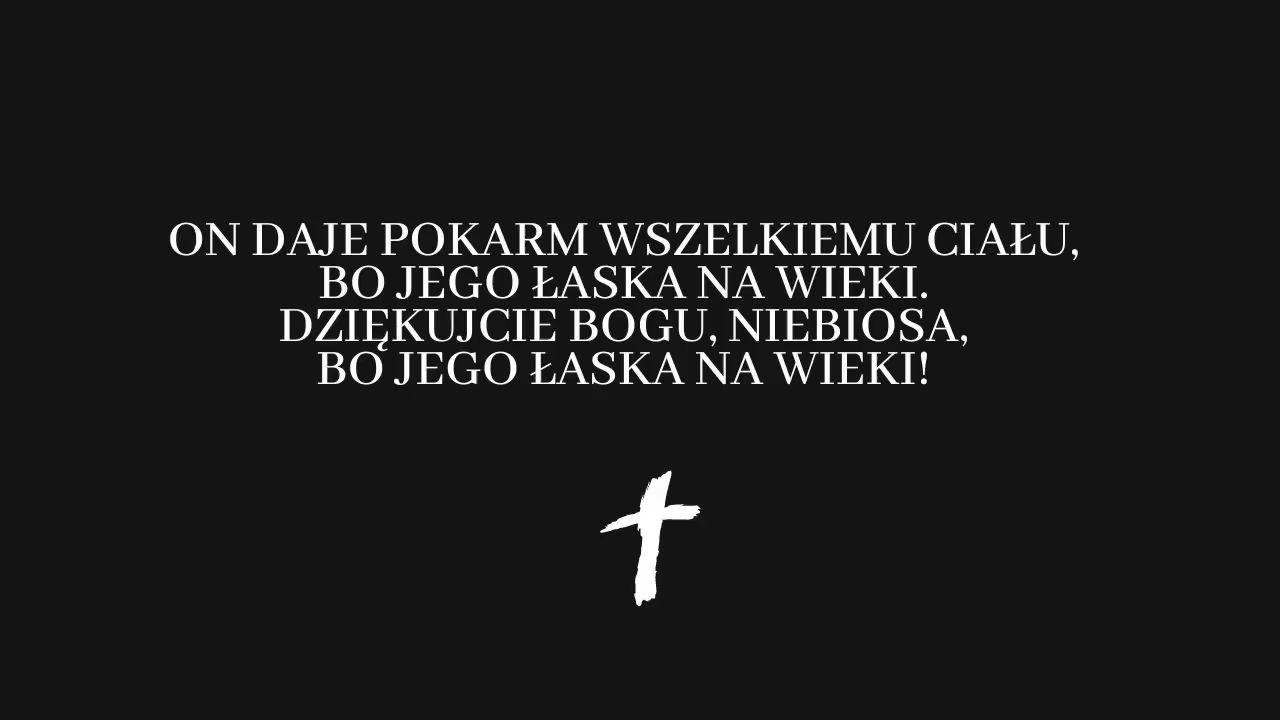 ON DAJE POKARM WSZELKIEMU CIAŁU,
BO JEGO ŁASKA NA WIEKI.
DZIĘKUJCIE BOGU, NIEBIOSA,
BO JEGO ŁASKA NA WIEKI!